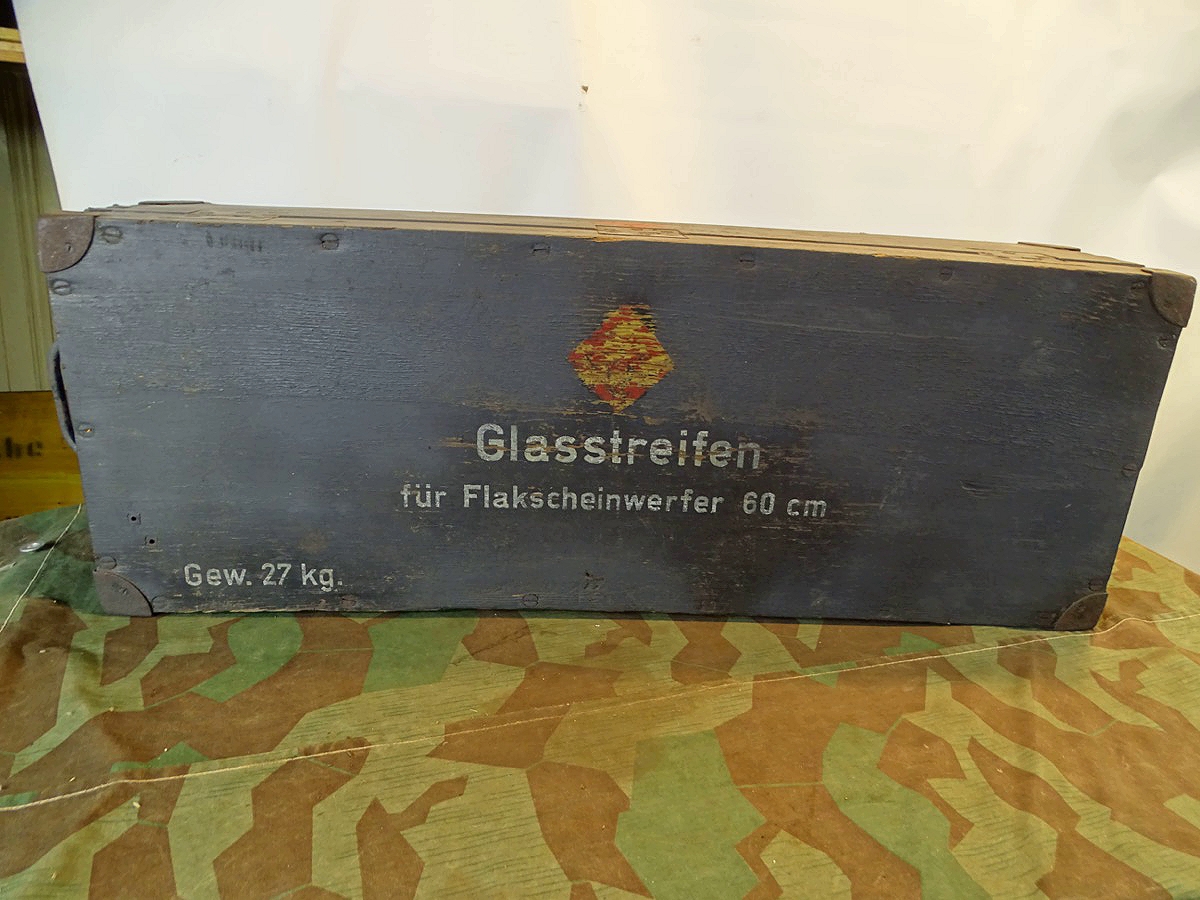 Glasstreifen
für Flakscheinwerfer 60 cm
Gew. 27 kg.